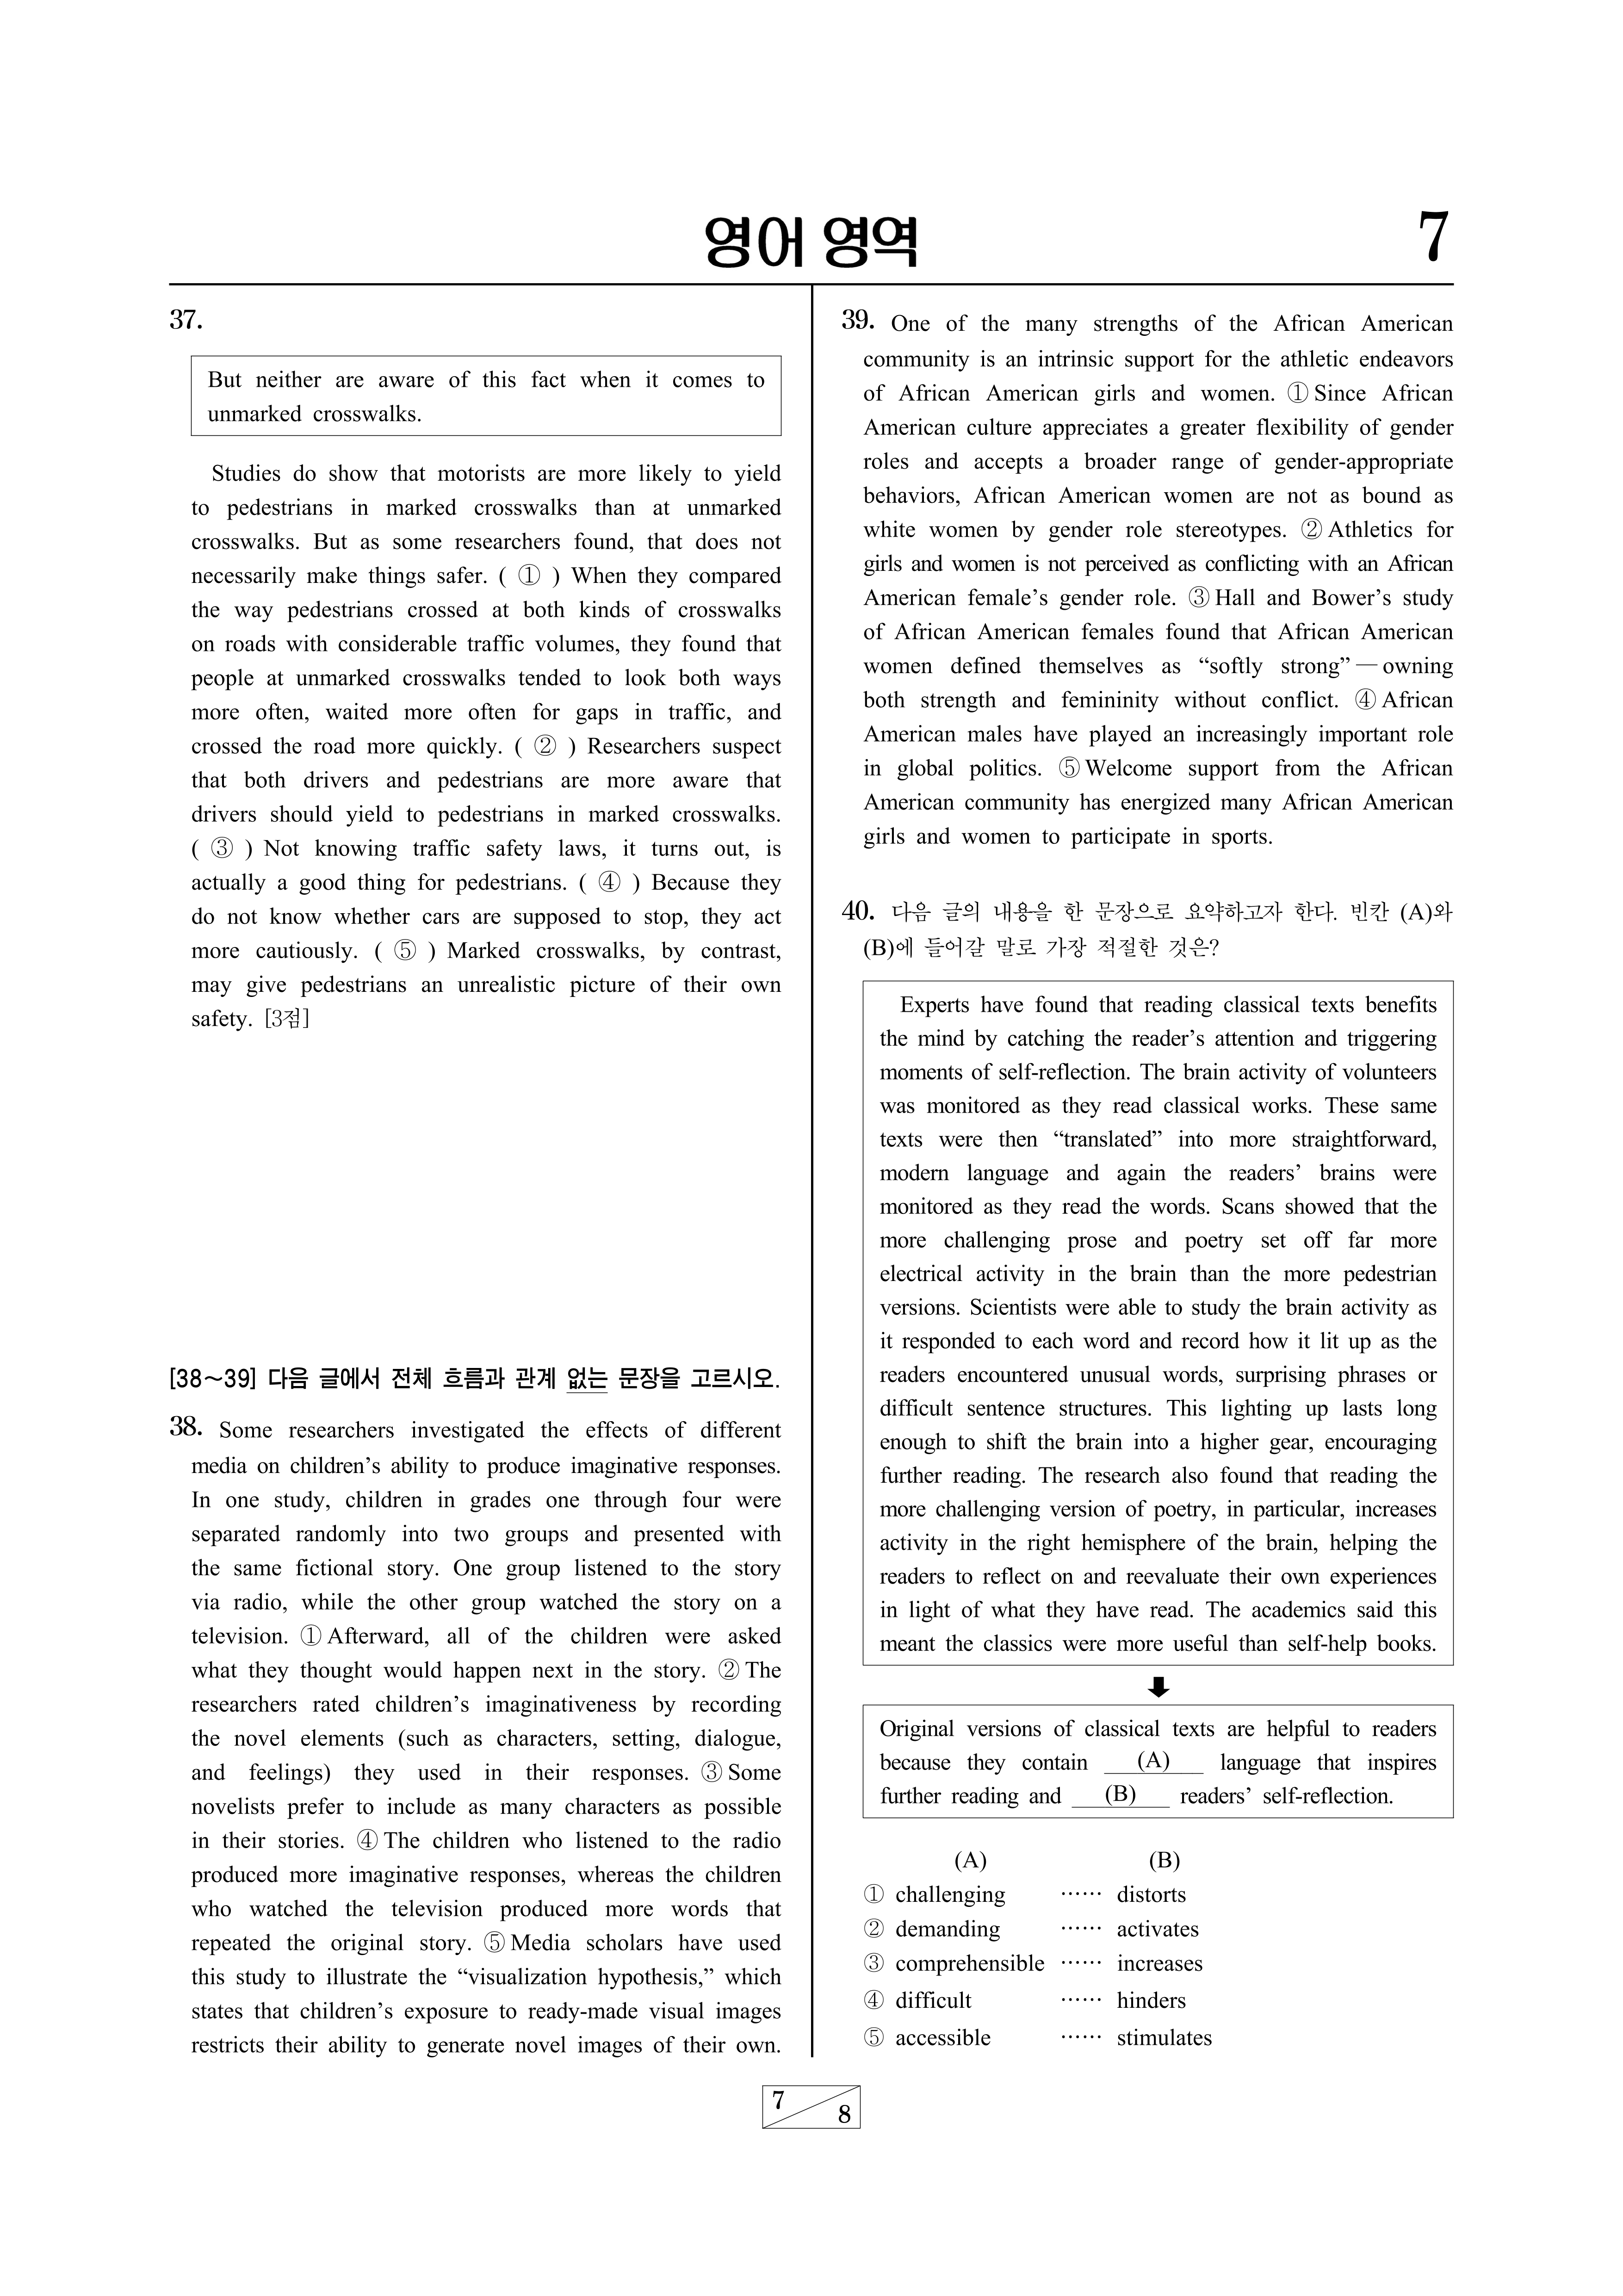 영어 영역
7
37.
But neither are aware of this fact when it comes to
unmarked crosswalks.
Studies do show that motorists are more likely to yield
to pedestrians in marked crosswalks than at unmarked
crosswalks. But as some researchers found, that does not
necessarily make things safer. ( ① ) When they compared
the way pedestrians crossed at both kinds of crosswalks
on roads with considerable traffic volumes, they found that
people at unmarked crosswalks tended to look both ways
more often, waited more often for gaps in traffic, and
crossed the road more quickly. ( ② ) Researchers suspect
that both drivers and pedestrians are more aware that
drivers should yield to pedestrians in marked crosswalks.
( ③ ) Not knowing traffic safety laws, it turns out, is
actually a good thing for pedestrians. ( ④ ) Because they
do not know whether cars are supposed to stop, they act
more cautiously. ( ⑤ ) Marked crosswalks, by contrast,
may give pedestrians an unrealistic picture of their own
safety. [3점]
[38~39] 다음 글에서 전체 흐름과 관계 없는 문장을 고르시오.
38. Some researchers investigated the effects of different
media on children's ability to produce imaginative responses.
In one study, children in grades one through four were
separated randomly into two groups and presented with
the same fictional story. One group listened to the story
via radio, while the other group watched the story on a
television. ① Afterward, all of the children were asked
what they thought would happen next in the story. ② The
researchers rated children's imaginativeness by recording
the novel elements (such as characters, setting, dialogue,
and feelings) they used in their responses. ③ Some
novelists prefer to include as many characters as possible
in their stories. ④ The children who listened to the radio
produced more imaginative responses, whereas the children
who watched the television produced more words that
repeated the original story. ⑤ Media scholars have used
this study to illustrate the “visualization hypothesis,” which
states that children's exposure to ready-made visual images
restricts their ability to generate novel images of their own.
39. One of the many strengths of the African American
community is an intrinsic support for the athletic endeavors
of African American girls and women. ① Since African
American culture appreciates a greater flexibility of gender
roles and accepts a broader range of gender-appropriate
behaviors, African American women are not as bound as
white women by gender role stereotypes. ② Athletics for
girls and women is not perceived as conflicting with an African
American female's gender role. ③ Hall and Bower's study
of African American females found that African American
women defined themselves as “softly strong” — owning
both strength and femininity without conflict. ④ African
American males have played an increasingly important role
in global politics. ⑤ Welcome support from the African
American community has energized many African American
girls and women to participate in sports.
40. 다음 글의 내용을 한 문장으로 요약하고자 한다. 빈칸 (A)와
(B)에 들어갈 말로 가장 적절한 것은?
Experts have found that reading classical texts benefits
the mind by catching the reader's attention and triggering
moments of self-reflection. The brain activity of volunteers
was monitored as they read classical works. These same
texts were then “translated” into more straightforward,
modern language and again the readers' brains were
monitored as they read the words. Scans showed that the
more challenging prose and poetry set off far more
electrical activity in the brain than the more pedestrian
versions. Scientists were able to study the brain activity as
it responded to each word and record how it lit up as the
readers encountered unusual words, surprising phrases or
difficult sentence structures. This lighting up lasts long
enough to shift the brain into a higher gear, encouraging
further reading. The research also found that reading the
more challenging version of poetry, in particular, increases
activity in the right hemisphere of the brain, helping the
readers to reflect on and reevaluate their own experiences
in light of what they have read. The academics said this
meant the classics were more useful than self-help books.
Original versions of classical texts are helpful to readers
because they contain (A) language that inspires
further reading and (B) readers' self-reflection.
(A) (B)
① challenging ······ distorts
② demanding ······ activates
③ comprehensible ······ increases
④ difficult ······ hinders
⑤ accessible ······ stimulates
7
8